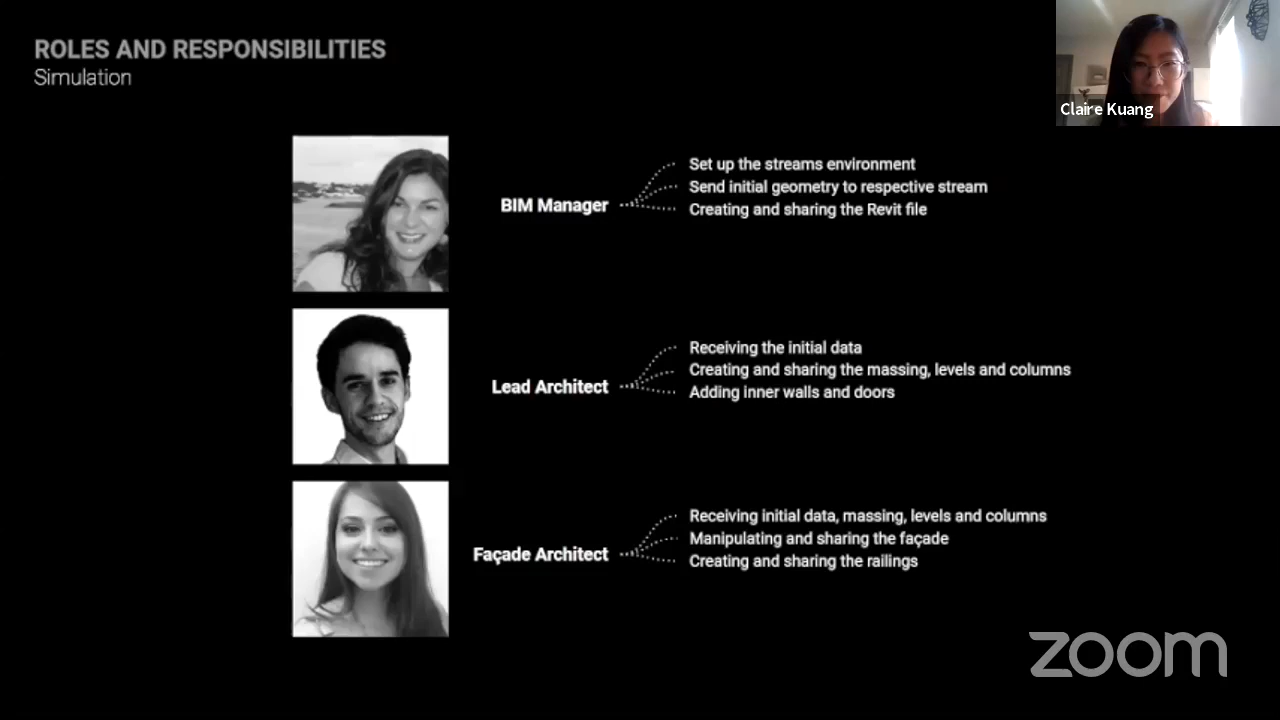 ROLES AND RESPONSIBILITIES
Simulation
Claire Kuang
BIM Manager
Set up the streams environment
Send initial geometry to respective stream
Creating and sharing the Revit file
Lead Architect
Receiving the initial data
Creating and sharing the massing, levels and columns
Adding inner walls and doors
Façade Architect
Receiving initial data, massing, levels and columns
Manipulating and sharing the façade
Creating and sharing the railings
zoom